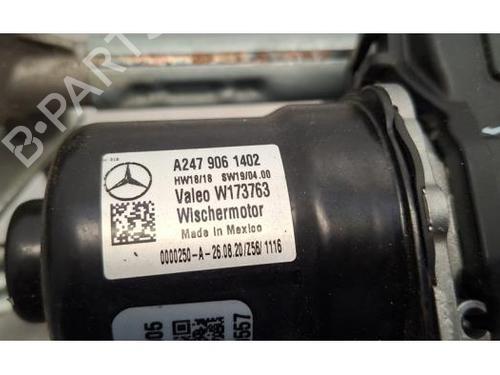 A247 906 1402
HW18/18 SW19/04.00
Valeo W173763
Wischermotor
Made in Mexico
0000250-A-26.08.20/Z56/1116
B-PARTS